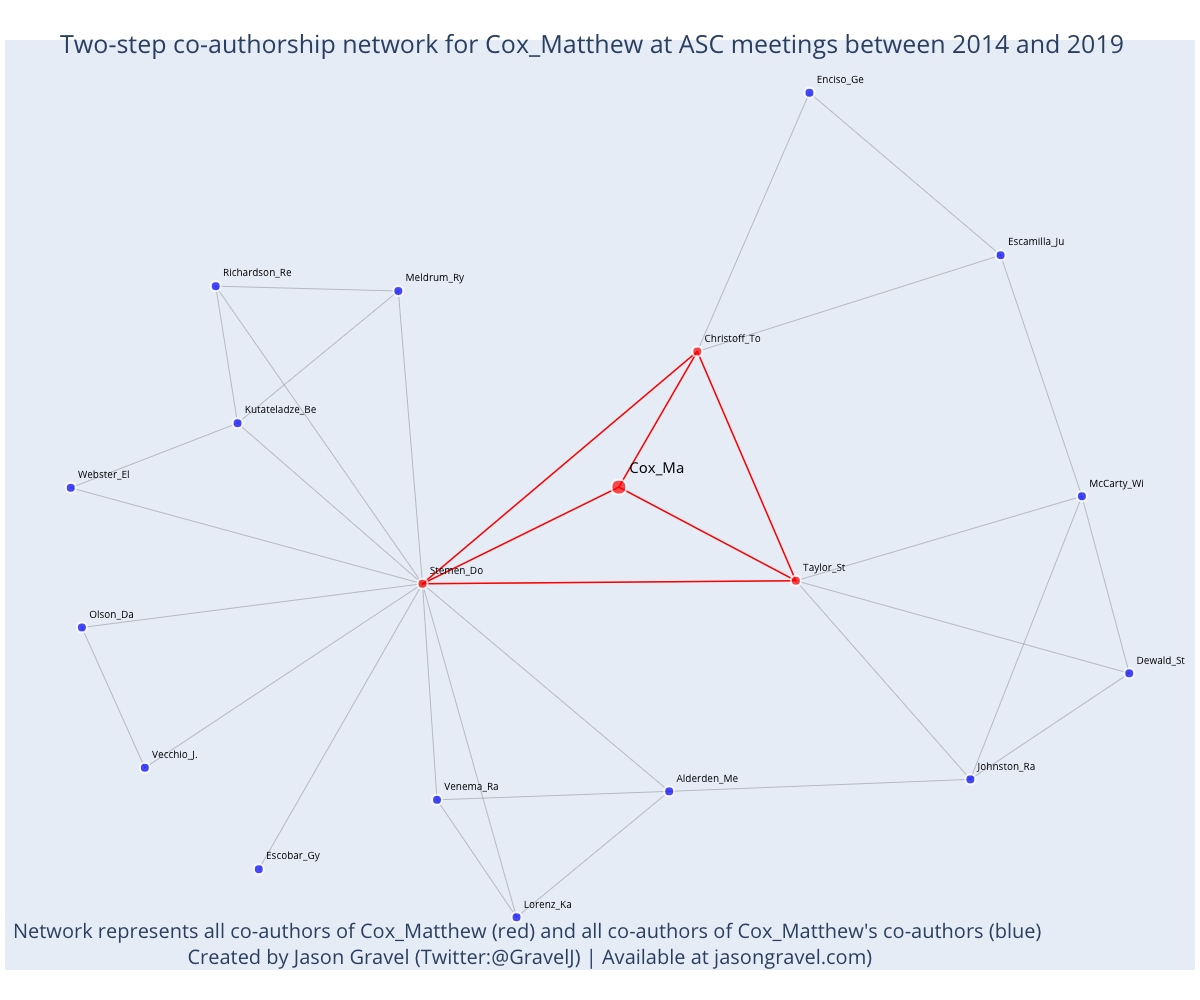 Two-step co-authorship network for Cox_Matthew at ASC meetings between 2014 and 2019
Enciso_Ge
Escamilla_Ju
Richardson_Re
Meldrum_Ry
Christoff_To
Kutateladze_Be
Cox_Ma
Webster_El
McCarty_Wi
Stemen_Do
Taylor_St
Olson_Da
Dewald_St
Vecchio_J.
Johnston_Ra
Alderden_Me
Venema_Ra
Escobar_Gy
Lorenz_Ka
Network represents all co-authors of Cox_Matthew (red) and all co-authors of Cox_Matthew's co-authors (blue)
Created by Jason Gravel (Twitter:@GravelJ) | Available at jasongravel.com)